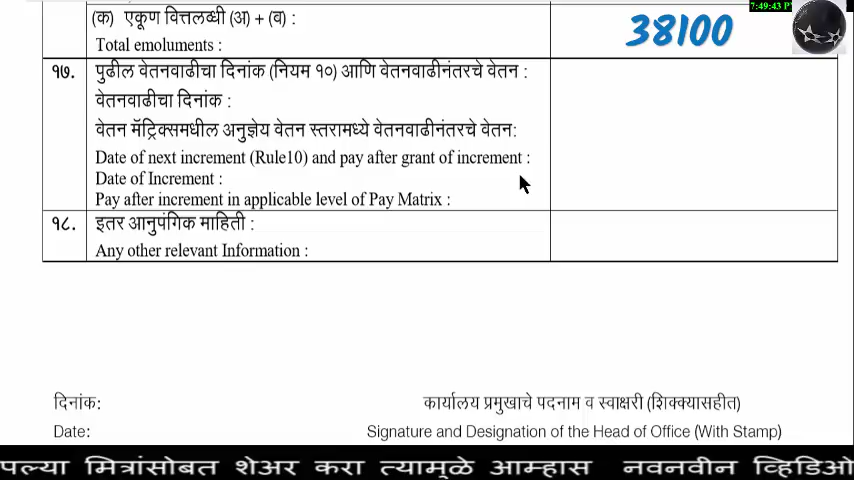 7:49:43 P
(क) एकूण वित्तलब्धी (अ) + (ब) :
Total emoluments :
38100
१७. पुढील वेतनवाढीचा दिनांक (नियम १०) आणि वेतनवाढीनंतरचे वेतन :
वेतनवाढीचा दिनांक :
वेतन मॅट्रिक्समधील अनुज्ञेय वेतन स्तरामध्ये वेतनवाढीनंतरचे वेतन:
Date of next increment (Rule10) and pay after grant of increment :
Date of Increment :
Pay after increment in applicable level of Pay Matrix :
१८. इतर आनुषंगिक माहिती :
Any other relevant Information :
दिनांक:
कार्यालय प्रमुखाचे पदनाम व स्वाक्षरी (शिक्क्यासहीत)
Date:
Signature and Designation of the Head of Office (With Stamp)
पल्या मित्रांसोबत शेअर करा त्यामूळे आम्हास नवनवीन व्हिडिओ